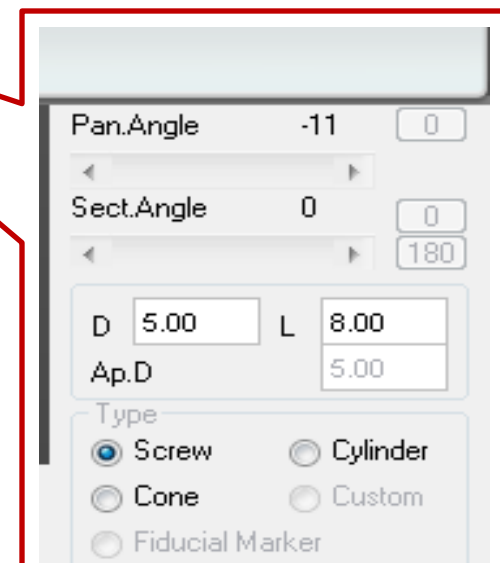 Pan.Angle -11 0
Sect.Angle 0 0
180
D 5.00 L 8.00
Ap.D 5.00
Type
Screw Cylinder
Cone Custom
Fiducial Marker